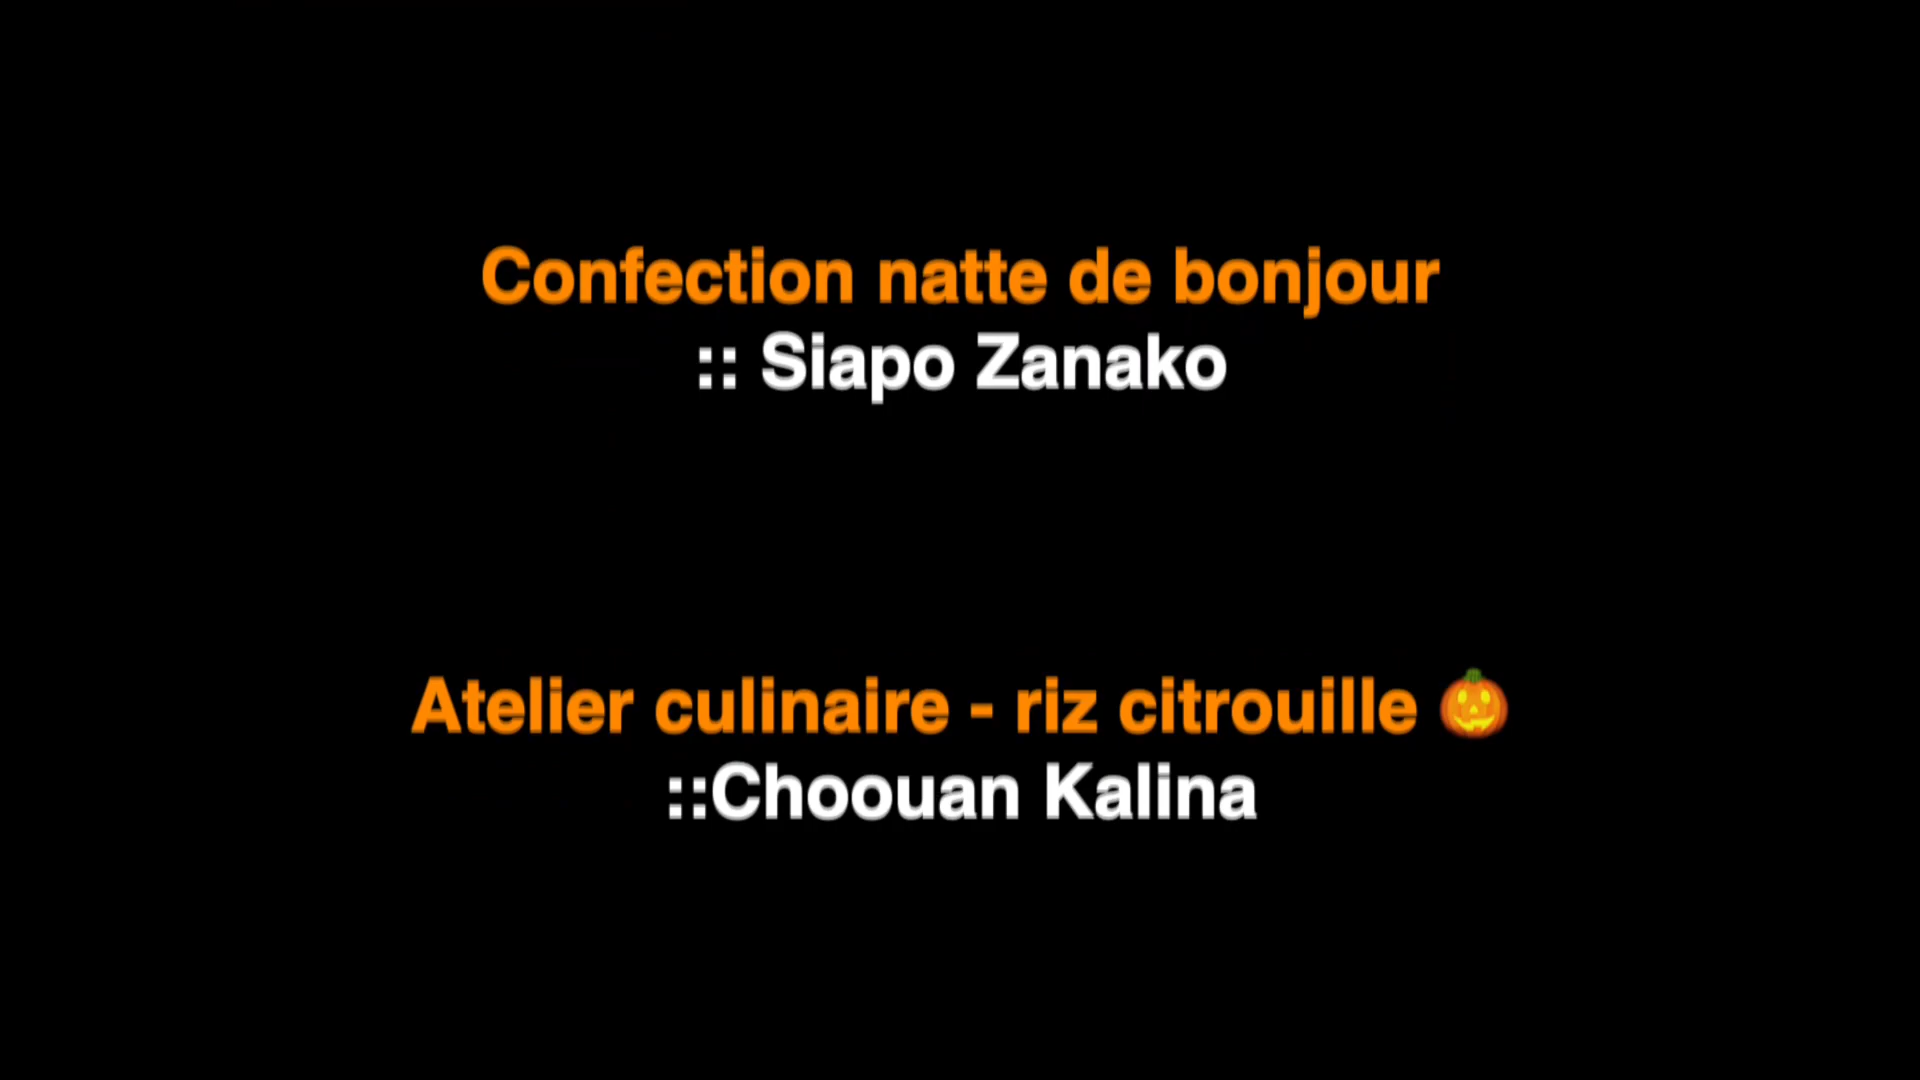 Confection natte de bonjour
:: Siapo Zanako
Atelier culinaire - riz citrouille 🎃
::Choouan Kalina